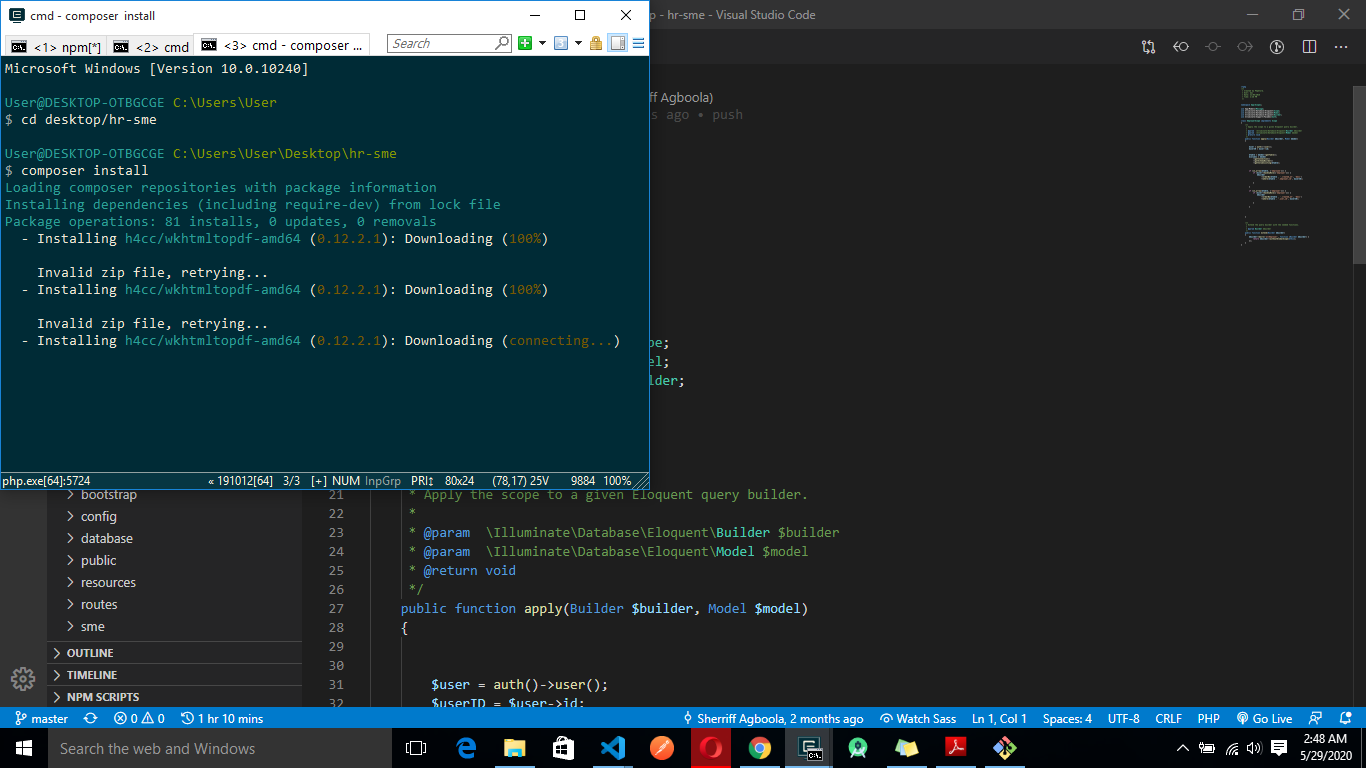 cmd - composer install
p - hr-sme - Visual Studio Code
<1> npm[*]
<2> cmd
<3> cmd - composer ...
Search
Microsoft Windows [Version 10.0.10240]
User@DESKTOP-OTBGCGE C:\Users\User
$ cd desktop/hr-sme
User@DESKTOP-OTBGCGE C:\Users\User\Desktop\hr-sme
$ composer install
Loading composer repositories with package information
Installing dependencies (including require-dev) from lock file
Package operations: 81 installs, 0 updates, 0 removals
- Installing h4cc/wkhtmltopdf-amd64 (0.12.2.1): Downloading (100%)
Invalid zip file, retrying...
- Installing h4cc/wkhtmltopdf-amd64 (0.12.2.1): Downloading (100%)
Invalid zip file, retrying...
- Installing h4cc/wkhtmltopdf-amd64 (0.12.2.1): Downloading (connecting...)
php.exe[64]:5724
« 191012[64] 3/3 [+] NUM InpGrp PRI↕ 80x24 (78,17) 25V 9884 100%
ff Agboola)
s ago • push
pe;
el;
lder;
bootstrap
config
database
public
resources
routes
sme
OUTLINE
TIMELINE
NPM SCRIPTS
21 * Apply the scope to a given Eloquent query builder.
22 *
23 * @param \Illuminate\Database\Eloquent\Builder $builder
24 * @param \Illuminate\Database\Eloquent\Model $model
25 * @return void
26 */
27 public function apply(Builder $builder, Model $model)
28 {
29
30
31 $user = auth()->user();
32 $userID = $user->id;
master
0 0
1 hr 10 mins
Sherriff Agboola, 2 months ago
Watch Sass
Ln 1, Col 1
Spaces: 4
UTF-8
CRLF
PHP
Go Live
Search the web and Windows
2:48 AM
5/29/2020